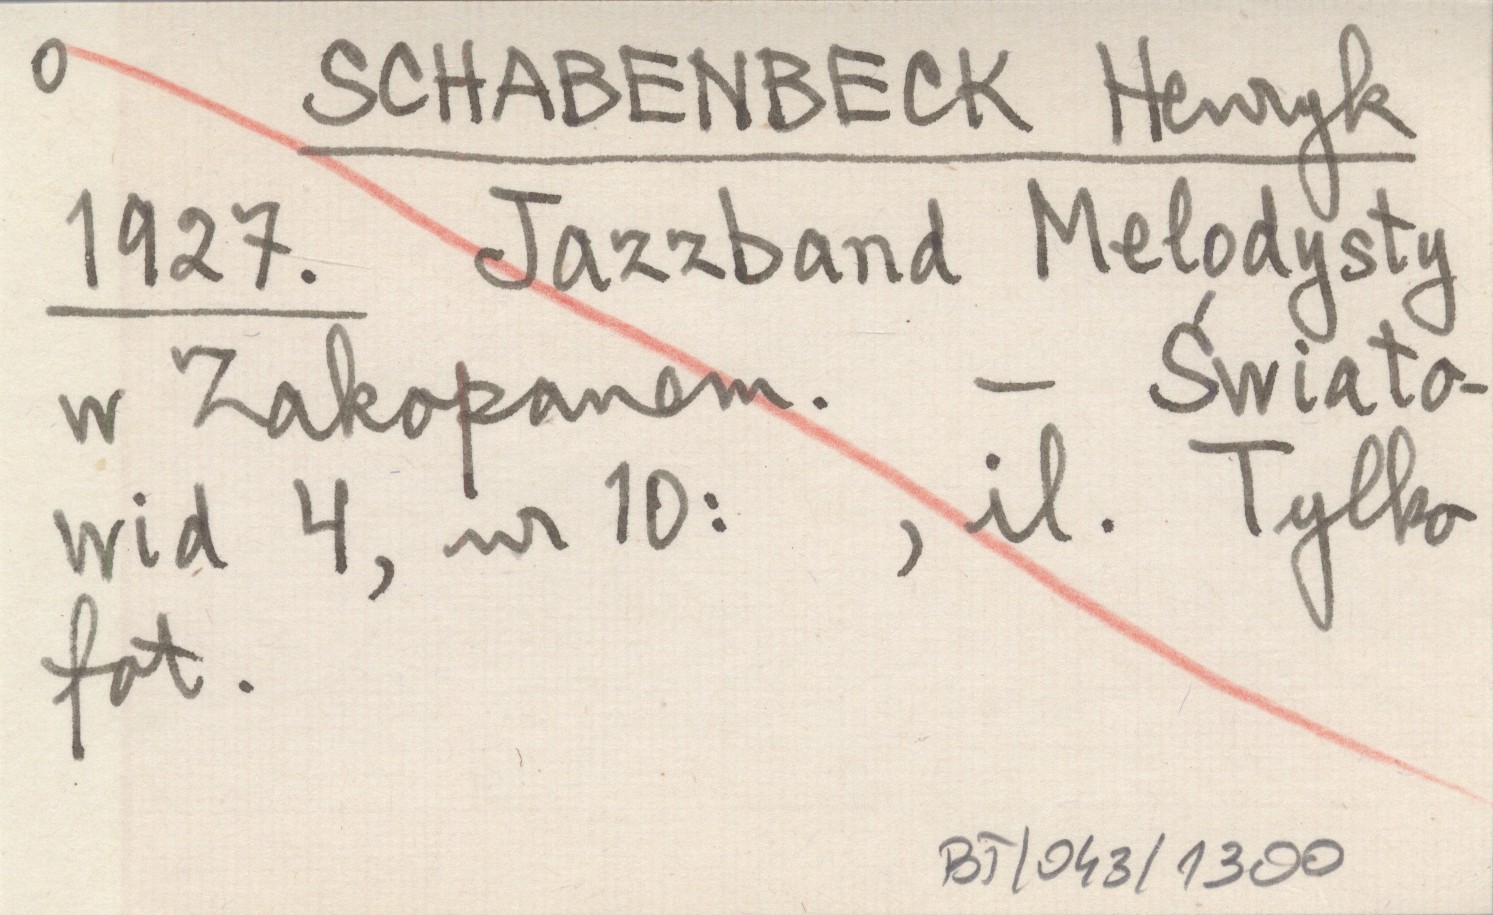 o SCHABENBECK Henryk
1927. Jazzband Melodysty
w Zakopanem. – Świato-
wid 4, nr 10: , il. Tylko
fot.
BT/043/1300